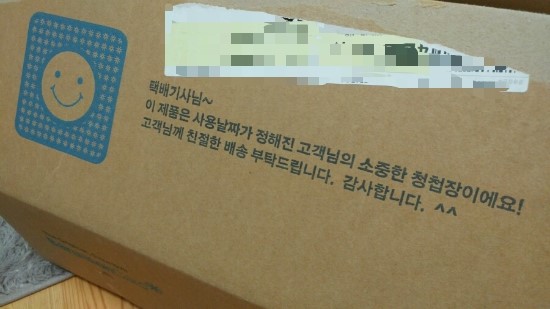 택배기사님~
이 제품은 사용날짜가 정해진 고객님의 소중한 청첩장이에요!
고객님께 친절한 배송 부탁드립니다. 감사합니다. ^^